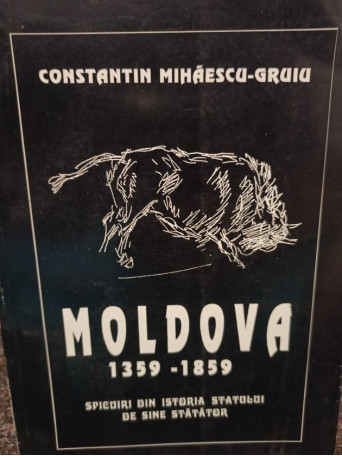 CONSTANTIN MIHĂESCU-GRUIU
MOLDOVA
1359 - 1859
SPICUIRI DIN ISTORIA STATULUI
DE SINE STĂTĂTOR